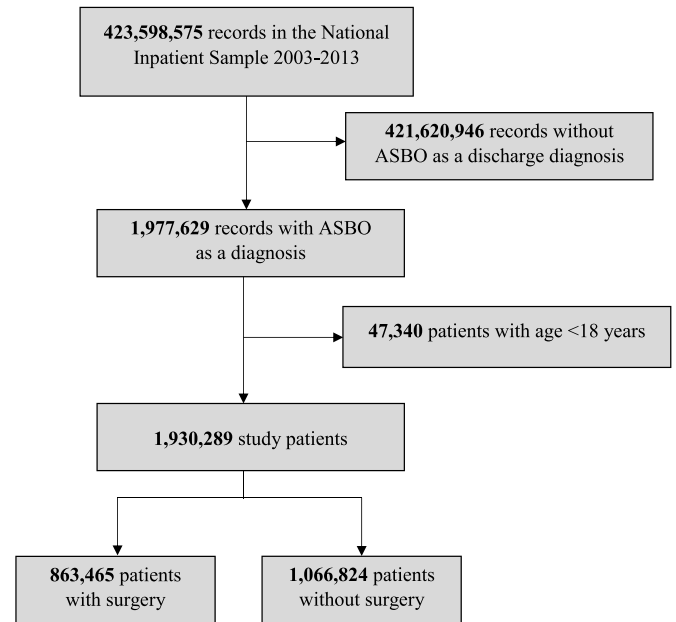 423,598,575 records in the National
Inpatient Sample 2003-2013
421,620,946 records without
ASBO as a discharge diagnosis
1,977,629 records with ASBO
as a diagnosis
47,340 patients with age <18 years
1,930,289 study patients
863,465 patients
with surgery
1,066,824 patients
without surgery